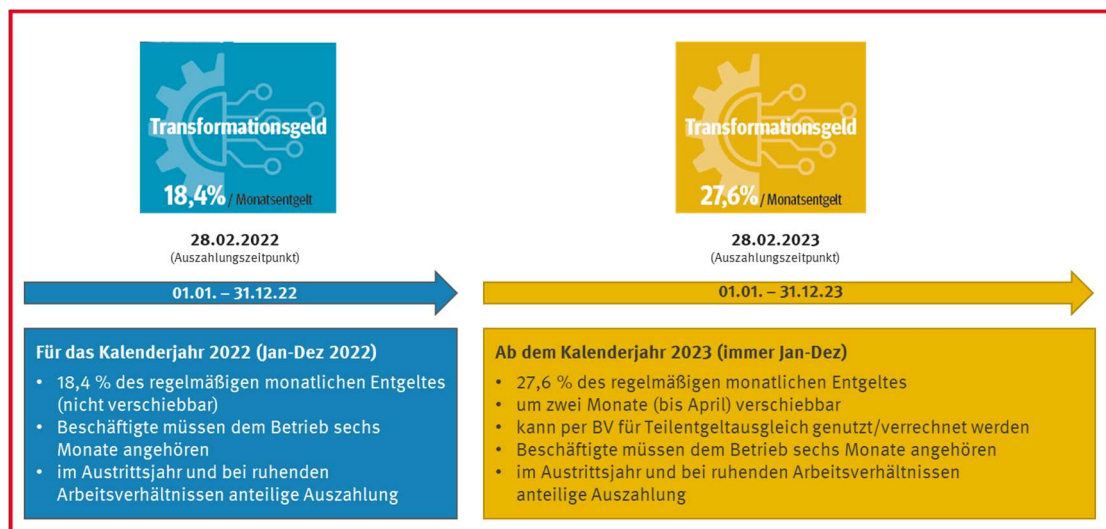 Transformationsgeld
18,4% / Monatsentgelt
28.02.2022
(Auszahlungszeitpunkt)
01.01. – 31.12.22
Für das Kalenderjahr 2022 (Jan-Dez 2022)
• 18,4 % des regelmäßigen monatlichen Entgeltes
(nicht verschiebbar)
• Beschäftigte müssen dem Betrieb sechs
Monate angehören
• im Austrittsjahr und bei ruhenden
Arbeitsverhältnissen anteilige Auszahlung
Transformationsgeld
27,6% / Monatsentgelt
28.02.2023
(Auszahlungszeitpunkt)
01.01. – 31.12.23
Ab dem Kalenderjahr 2023 (immer Jan-Dez)
• 27,6 % des regelmäßigen monatlichen Entgeltes
• um zwei Monate (bis April) verschiebbar
• kann per BV für Teilentgeltausgleich genutzt/verrechnet werden
• Beschäftigte müssen dem Betrieb sechs Monate angehören
• im Austrittsjahr und bei ruhenden Arbeitsverhältnissen
anteilige Auszahlung